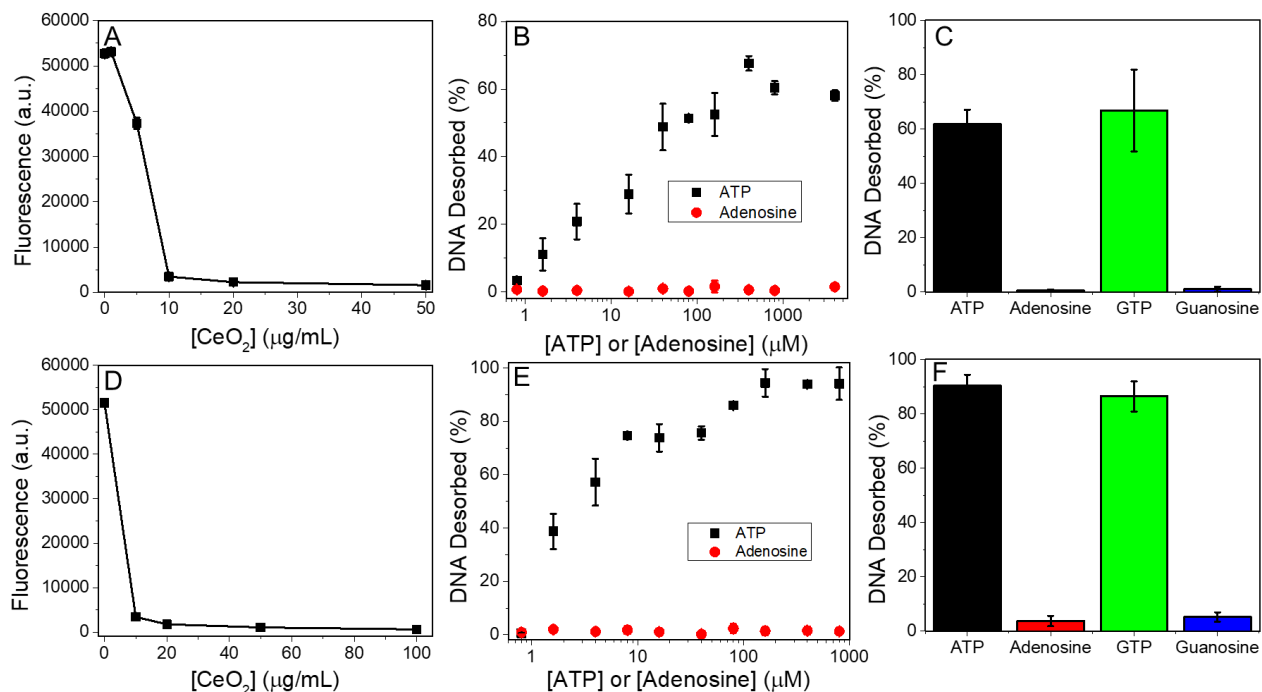 A
Fluorescence (a.u.)
60000
50000
40000
30000
20000
10000
0
0 10 20 30 40 50
[CeO₂] (μg/mL)
B
DNA Desorbed (%)
80
60
40
20
0
ATP
Adenosine
1 10 100 1000
[ATP] or [Adenosine] (μM)
C
DNA Desorbed (%)
100
80
60
40
20
0
ATP Adenosine GTP Guanosine
D
Fluorescence (a.u.)
60000
50000
40000
30000
20000
10000
0
0 20 40 60 80 100
[CeO₂] (μg/mL)
E
DNA Desorbed (%)
100
80
60
40
20
0
ATP
Adenosine
1 10 100 1000
[ATP] or [Adenosine] (μM)
F
DNA Desorbed (%)
100
80
60
40
20
0
ATP Adenosine GTP Guanosine